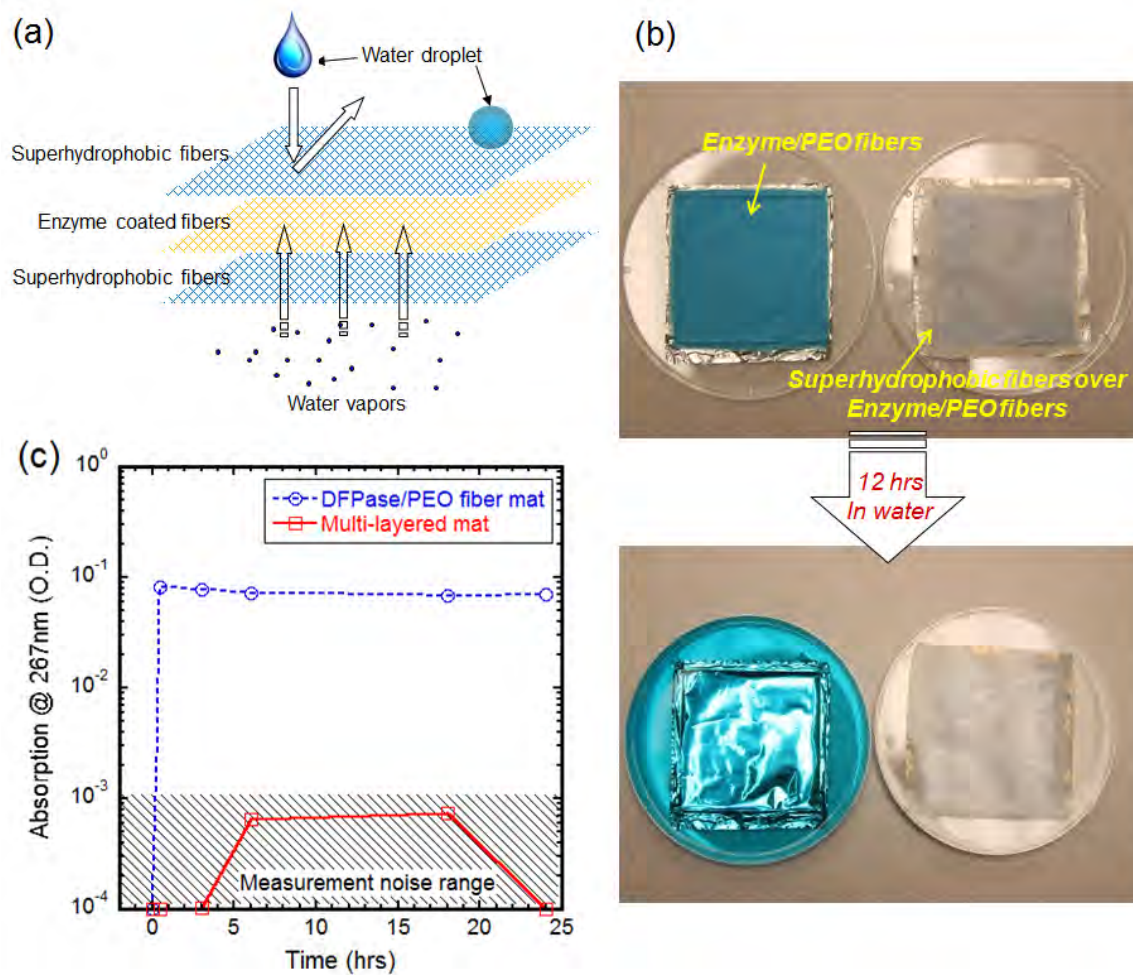 (a)
Water droplet
Superhydrophobic fibers
Enzyme coated fibers
Superhydrophobic fibers
Water vapors
(b)
Enzyme/PEO fibers
Superhydrophobic fibers over
Enzyme/PEO fibers
12 hrs
In water
(c)
10^0
10^-1
10^-2
10^-3
10^-4
Absorption @ 267nm (O.D.)
DFPase/PEO fiber mat
Multi-layered mat
Measurement noise range
0 5 10 15 20 25
Time (hrs)